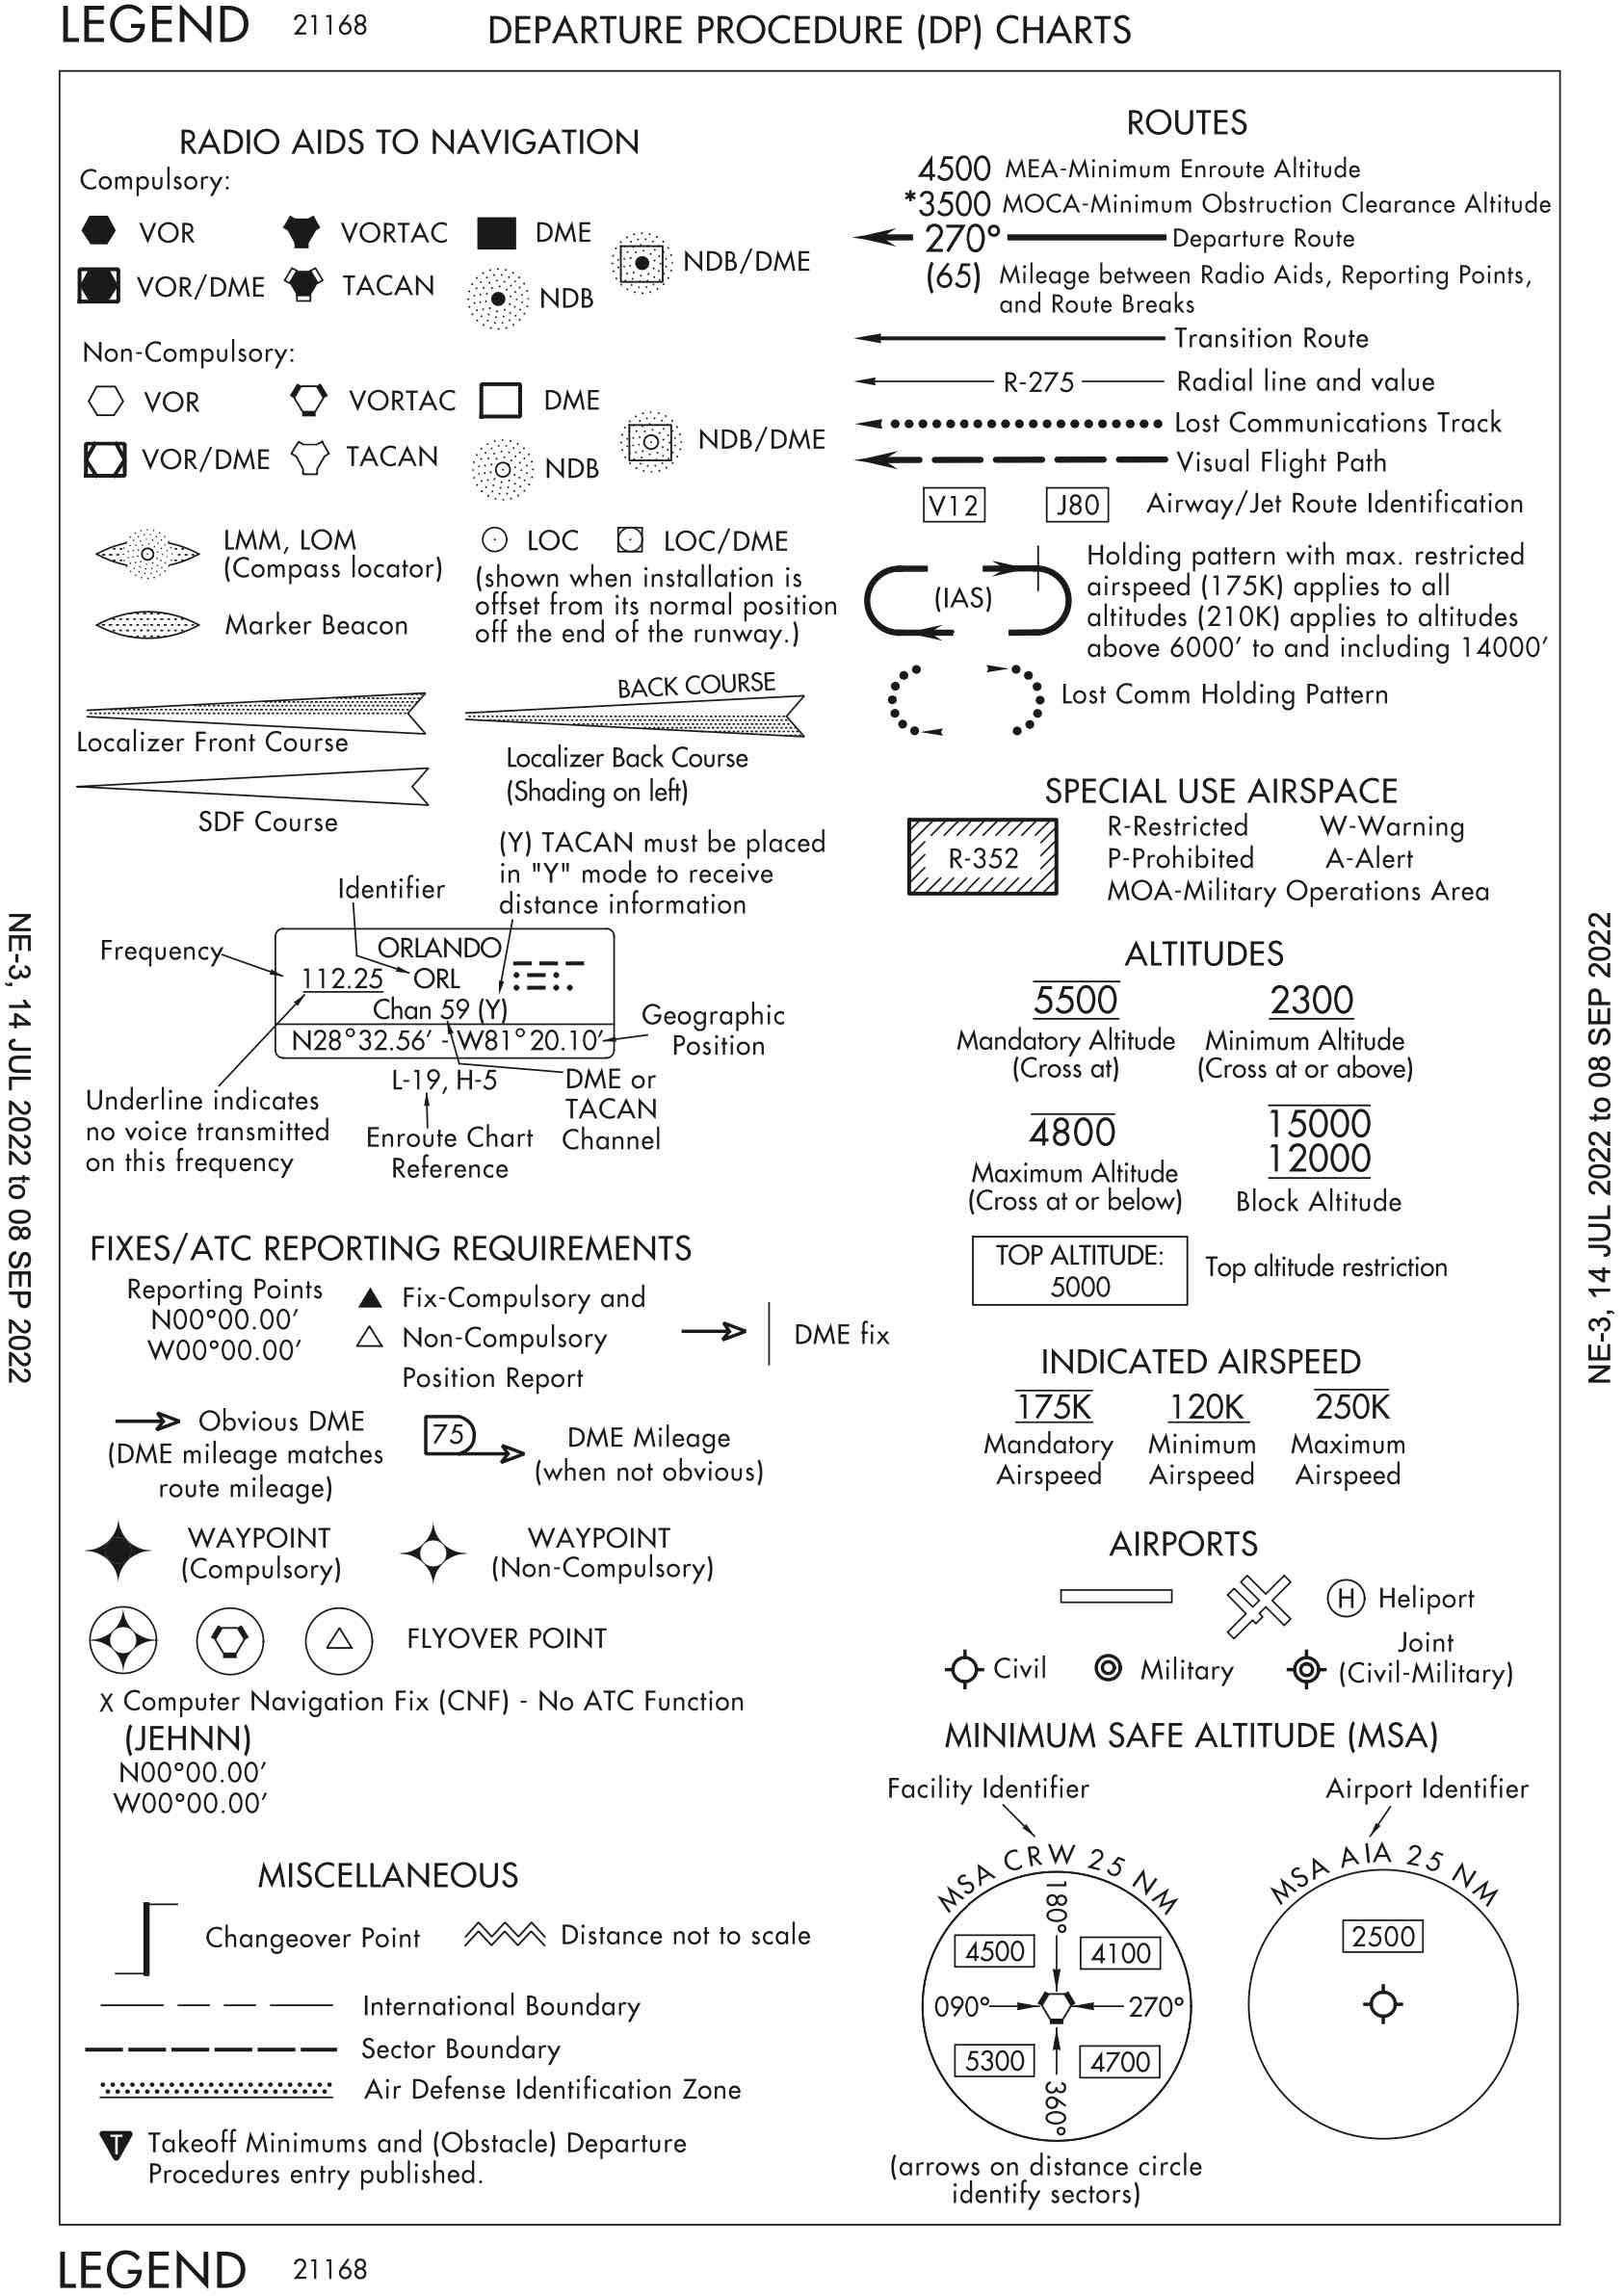 LEGEND 21168 DEPARTURE PROCEDURE (DP) CHARTS
RADIO AIDS TO NAVIGATION
Compulsory:
VOR VORTAC DME
NDB/DME
VOR/DME TACAN NDB
Non-Compulsory:
VOR VORTAC DME
NDB/DME
VOR/DME TACAN NDB
LMM, LOM
(Compass locator)
LOC LOC/DME
(shown when installation is
offset from its normal position
off the end of the runway.)
Marker Beacon
Localizer Front Course
BACK COURSE
Localizer Back Course
(Shading on left)
SDF Course
(Y) TACAN must be placed
in "Y" mode to receive
distance information
Identifier
Frequency
ORLANDO
112.25 ORL
Chan 59 (Y)
N28°32.56′ - W81°20.10′
Geographic
Position
L-19, H-5
DME or
TACAN
Channel
Underline indicates
no voice transmitted
on this frequency
Enroute Chart
Reference
FIXES/ATC REPORTING REQUIREMENTS
Reporting Points
N00°00.00′
W00°00.00′
Fix-Compulsory and
Non-Compulsory
Position Report
DME fix
Obvious DME
(DME mileage matches
route mileage)
75
DME Mileage
(when not obvious)
WAYPOINT
(Compulsory)
WAYPOINT
(Non-Compulsory)
FLYOVER POINT
X Computer Navigation Fix (CNF) - No ATC Function
(JEHNN)
N00°00.00′
W00°00.00′
MISCELLANEOUS
Changeover Point Distance not to scale
International Boundary
Sector Boundary
Air Defense Identification Zone
T Takeoff Minimums and (Obstacle) Departure
Procedures entry published.
ROUTES
4500 MEA-Minimum Enroute Altitude
*3500 MOCA-Minimum Obstruction Clearance Altitude
270° Departure Route
(65) Mileage between Radio Aids, Reporting Points,
and Route Breaks
Transition Route
R-275 Radial line and value
Lost Communications Track
Visual Flight Path
V12 J80 Airway/Jet Route Identification
(IAS)
Holding pattern with max. restricted
airspeed (175K) applies to all
altitudes (210K) applies to altitudes
above 6000′ to and including 14000′
Lost Comm Holding Pattern
SPECIAL USE AIRSPACE
R-352
R-Restricted W-Warning
P-Prohibited A-Alert
MOA-Military Operations Area
ALTITUDES
5500 2300
Mandatory Altitude Minimum Altitude
(Cross at) (Cross at or above)
4800
Maximum Altitude
(Cross at or below)
15000
12000
Block Altitude
TOP ALTITUDE:
5000
Top altitude restriction
INDICATED AIRSPEED
175K 120K 250K
Mandatory Minimum Maximum
Airspeed Airspeed Airspeed
AIRPORTS
H Heliport
Civil Military
Joint
(Civil-Military)
MINIMUM SAFE ALTITUDE (MSA)
Facility Identifier Airport Identifier
MSA CRW 25 NM
180°
4500 4100
090° 270°
5300 4700
360°
(arrows on distance circle
identify sectors)
MSA AIA 25 NM
2500
NE-3, 14 JUL 2022 to 08 SEP 2022
NE-3, 14 JUL 2022 to 08 SEP 2022
LEGEND 21168